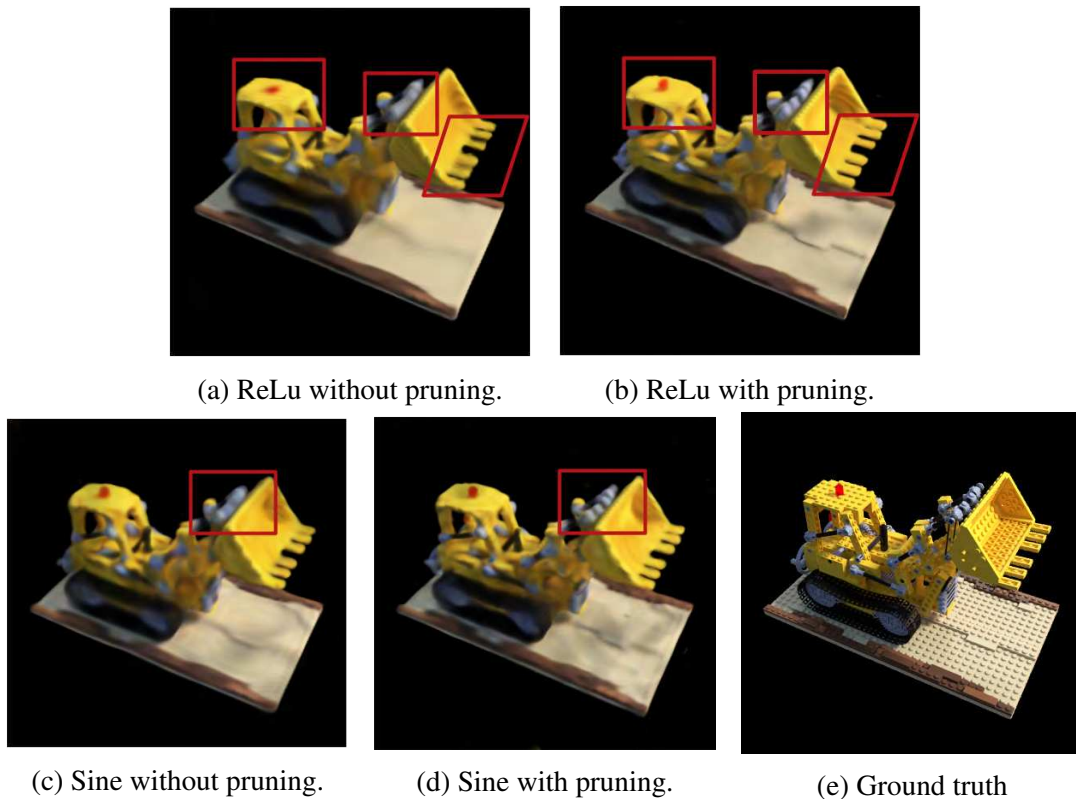 (a) ReLu without pruning.
(b) ReLu with pruning.
(c) Sine without pruning.
(d) Sine with pruning.
(e) Ground truth